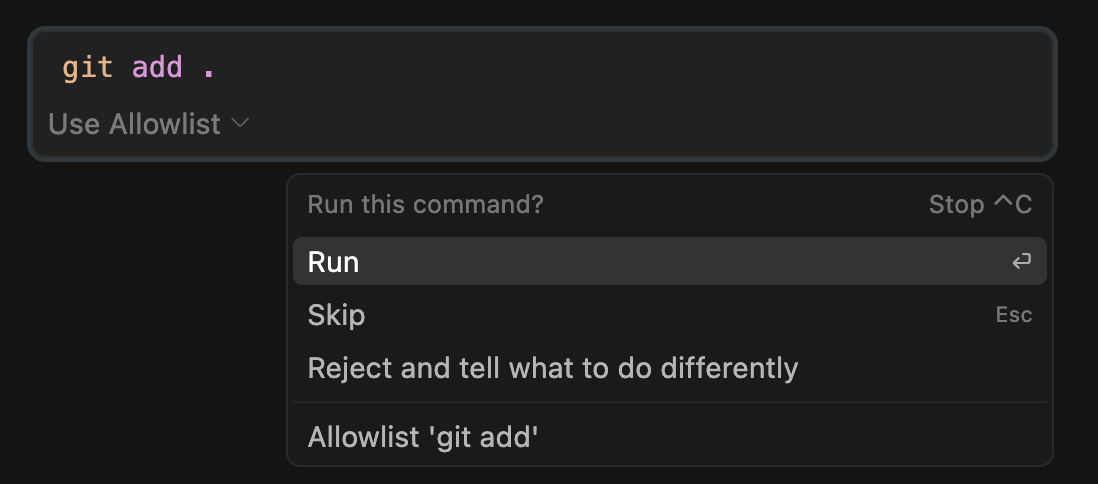 git add .
Use Allowlist
Run this command? Stop ^C
Run ⏎
Skip Esc
Reject and tell what to do differently
Allowlist 'git add'